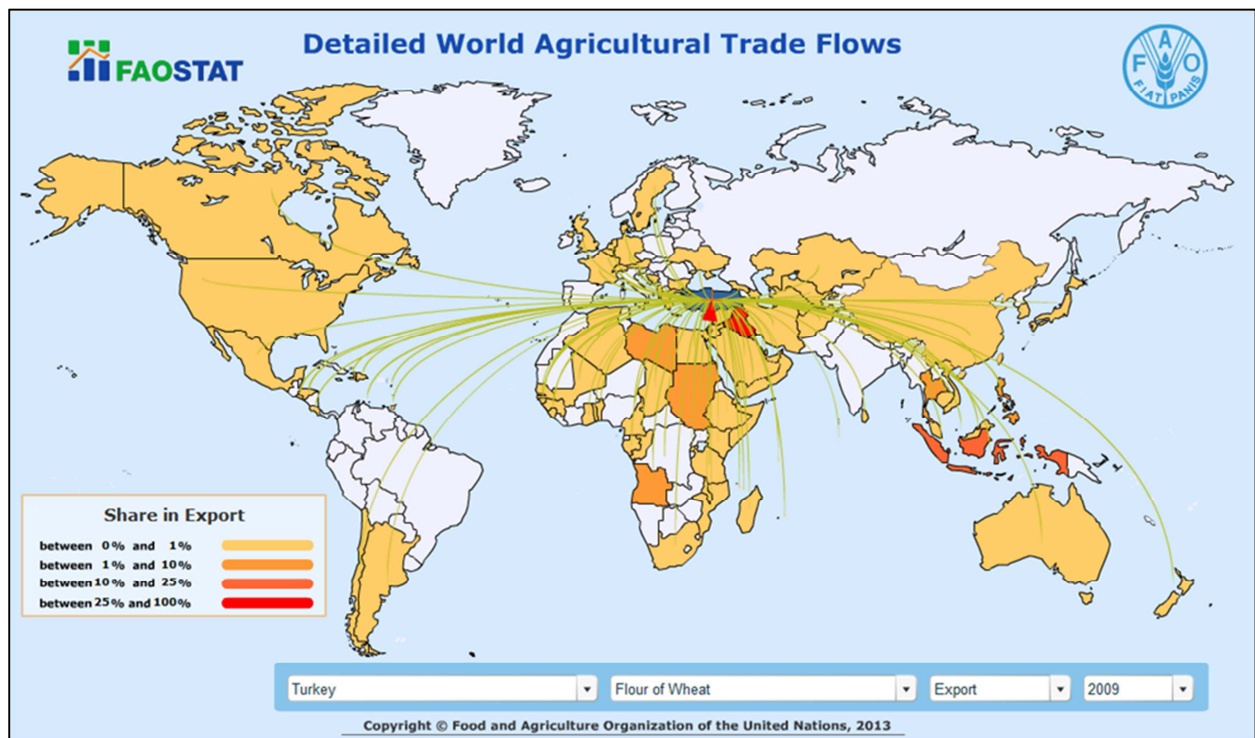 Detailed World Agricultural Trade Flows
FAOSTAT
F A O
FIAT PANIS
Share in Export
between 0% and 1%
between 1% and 10%
between 10% and 25%
between 25% and 100%
Turkey
Flour of Wheat
Export
2009
Copyright © Food and Agriculture Organization of the United Nations, 2013